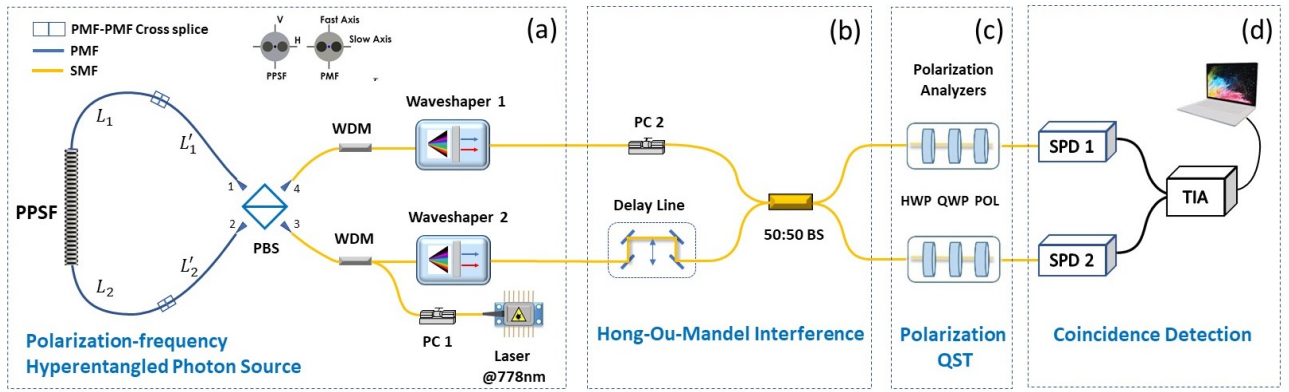 PMF-PMF Cross splice
PMF
SMF
V
H
PPSF
Fast Axis
Slow Axis
PMF
(a)
L₁
L₁′
PPSF
L₂
L₂′
1
2
3
4
PBS
WDM
Waveshaper 1
WDM
Waveshaper 2
PC 1
Laser
@778nm
Polarization-frequency
Hyperentangled Photon Source
(b)
PC 2
Delay Line
50:50 BS
Hong-Ou-Mandel Interference
(c)
Polarization
Analyzers
HWP QWP POL
Polarization
QST
(d)
SPD 1
TIA
SPD 2
Coincidence Detection